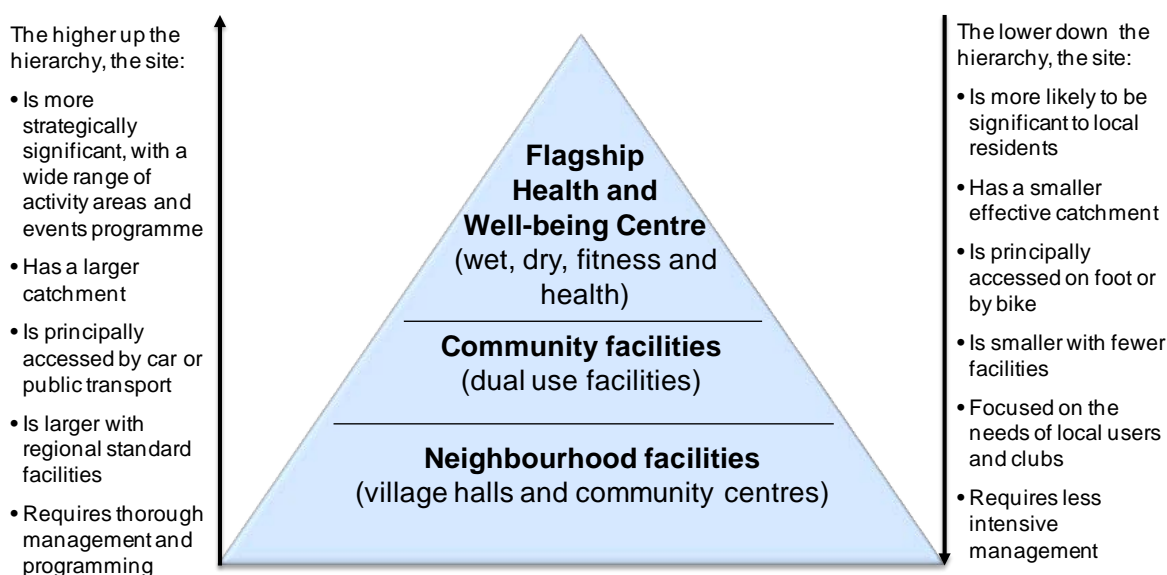 The higher up the
hierarchy, the site:
• Is more
strategically
significant, with a
wide range of
activity areas and
events programme
• Has a larger
catchment
• Is principally
accessed by car or
public transport
• Is larger with
regional standard
facilities
• Requires thorough
management and
programming
Flagship
Health and
Well-being Centre
(wet, dry, fitness and
health)
Community facilities
(dual use facilities)
Neighbourhood facilities
(village halls and community centres)
The lower down the
hierarchy, the site:
• Is more likely to be
significant to local
residents
• Has a smaller
effective catchment
• Is principally
accessed on foot or
by bike
• Is smaller with fewer
facilities
• Focused on the
needs of local users
and clubs
• Requires less
intensive
management